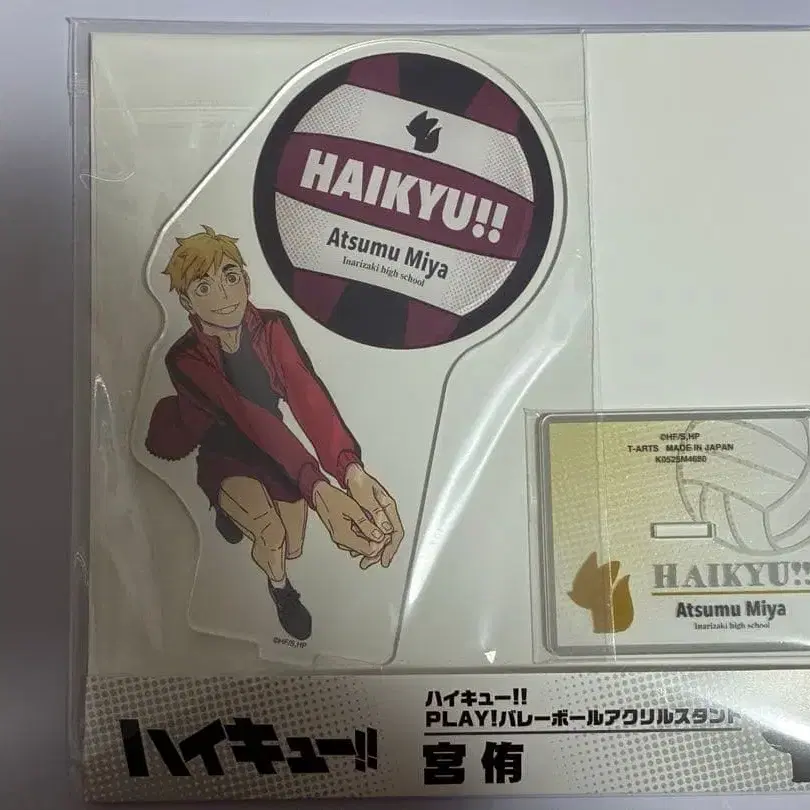 HAIKYU!!
Atsumu Miya
Inarizaki high school
©HF/S,HP
©HF/S,HP
T-ARTS MADE IN JAPAN
K0525M4680
HAIKYU!!
Atsumu Miya
Inarizaki high school
ハイキュー!!
ハイキュー!!
PLAY!バレーボールアクリルスタンド
宮 侑